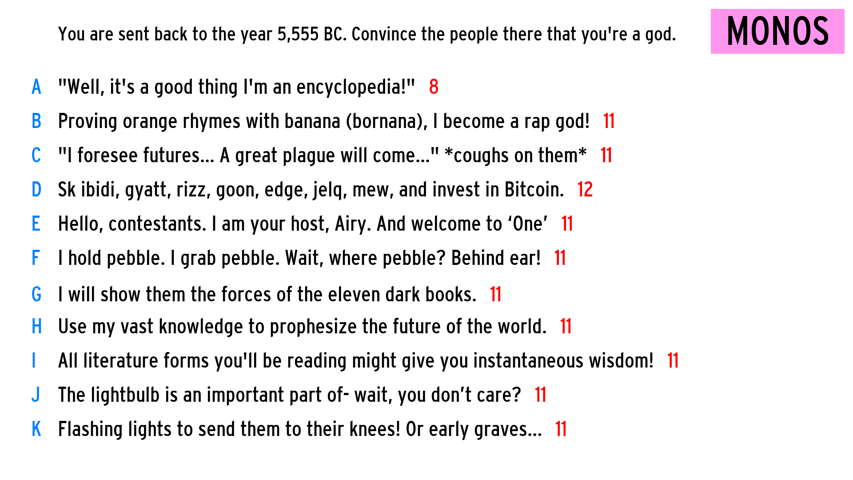 You are sent back to the year 5,555 BC. Convince the people there that you're a god.
MONOS
A "Well, it's a good thing I'm an encyclopedia!" 8
B Proving orange rhymes with banana (bornana), I become a rap god! 11
C "I foresee futures... A great plague will come..." *coughs on them* 11
D Sk ibidi, gyatt, rizz, goon, edge, jelq, mew, and invest in Bitcoin. 12
E Hello, contestants. I am your host, Airy. And welcome to ‘One’ 11
F I hold pebble. I grab pebble. Wait, where pebble? Behind ear! 11
G I will show them the forces of the eleven dark books. 11
H Use my vast knowledge to prophesize the future of the world. 11
I All literature forms you'll be reading might give you instantaneous wisdom! 11
J The lightbulb is an important part of- wait, you don’t care? 11
K Flashing lights to send them to their knees! Or early graves... 11